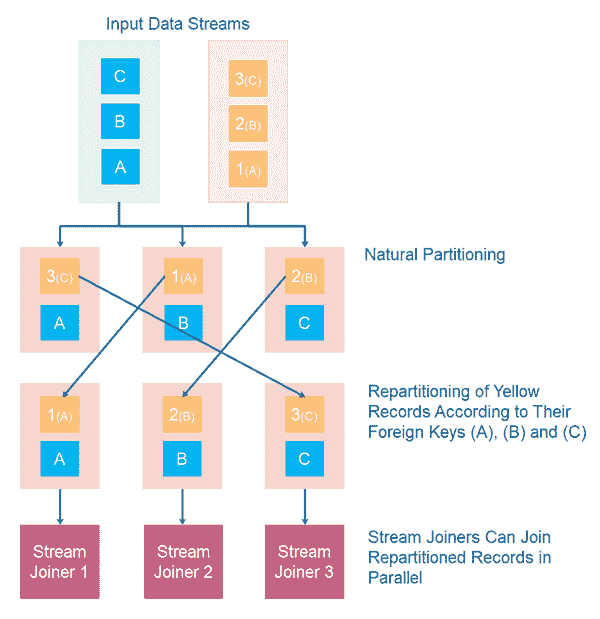 Input Data Streams
C
B
A
3(C)
2(B)
1(A)
Natural Partitioning
3(C)
A
1(A)
B
2(B)
C
Repartitioning of Yellow
Records According to Their
Foreign Keys (A), (B) and (C)
1(A)
A
2(B)
B
3(C)
C
Stream
Joiner 1
Stream
Joiner 2
Stream
Joiner 3
Stream Joiners Can Join
Repartitioned Records in
Parallel